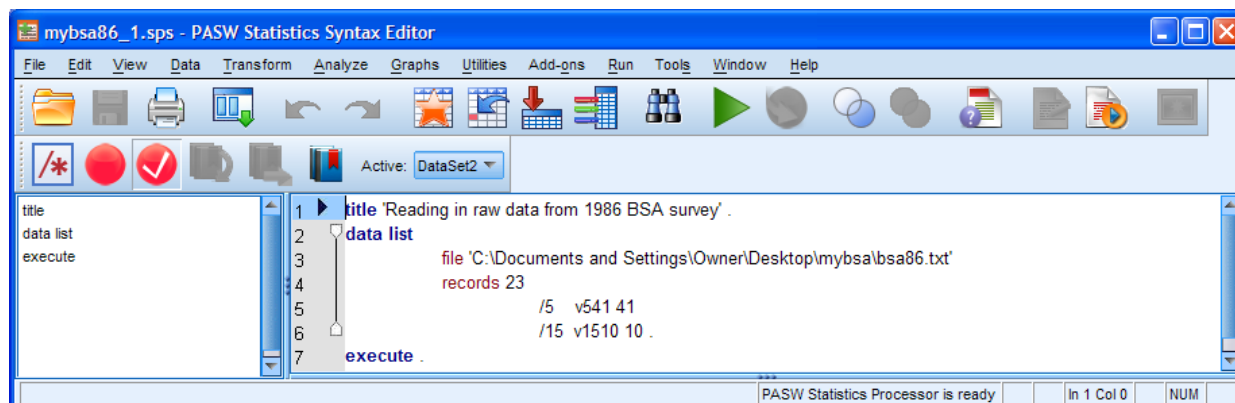 mybsa86_1.sps - PASW Statistics Syntax Editor
File Edit View Data Transform Analyze Graphs Utilities Add-ons Run Tools Window Help
Active: DataSet2
title
data list
execute
1 title 'Reading in raw data from 1986 BSA survey' .
2 data list
3 file 'C:\Documents and Settings\Owner\Desktop\mybsa\bsa86.txt'
4 records 23
5 /5 v541 41
6 /15 v1510 10 .
7 execute .
PASW Statistics Processor is ready In 1 Col 0 NUM